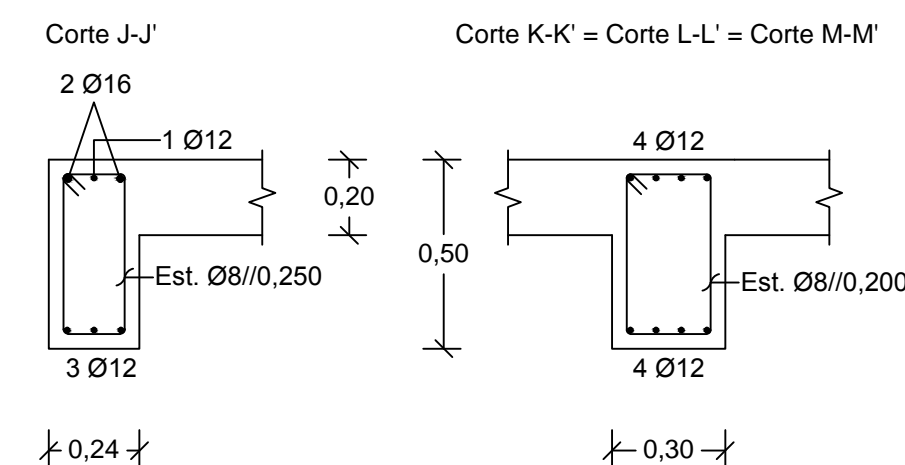 Corte J-J'
Corte K-K' = Corte L-L' = Corte M-M'
2 Ø16
1 Ø12
4 Ø12
0,20
0,50
Est. Ø8//0,250
Est. Ø8//0,200
3 Ø12
4 Ø12
0,24
0,30